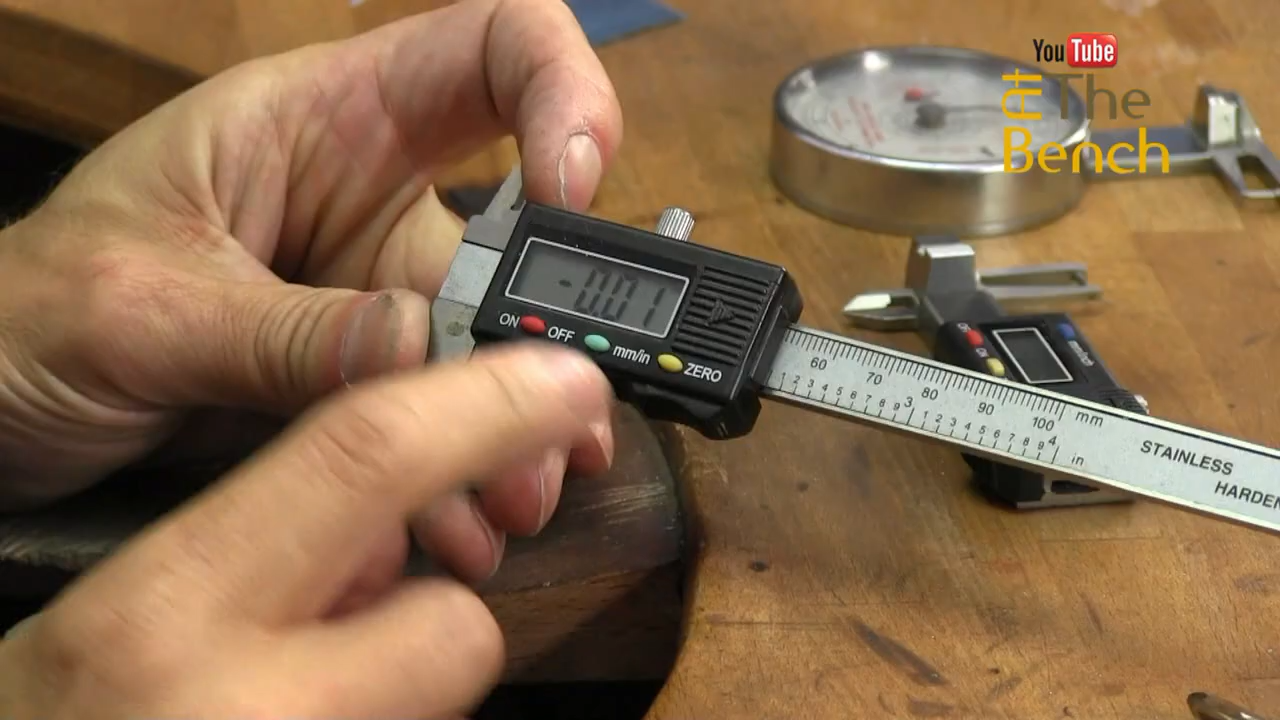 YouTube
At The
Bench
-0.01
ON OFF mm/in ZERO
60 70 80 90 100 mm
1 2 3 4 5 6 7 8 9 3 1 2 3 4 5 6 7 8 9 4 in
STAINLESS
HARDEN